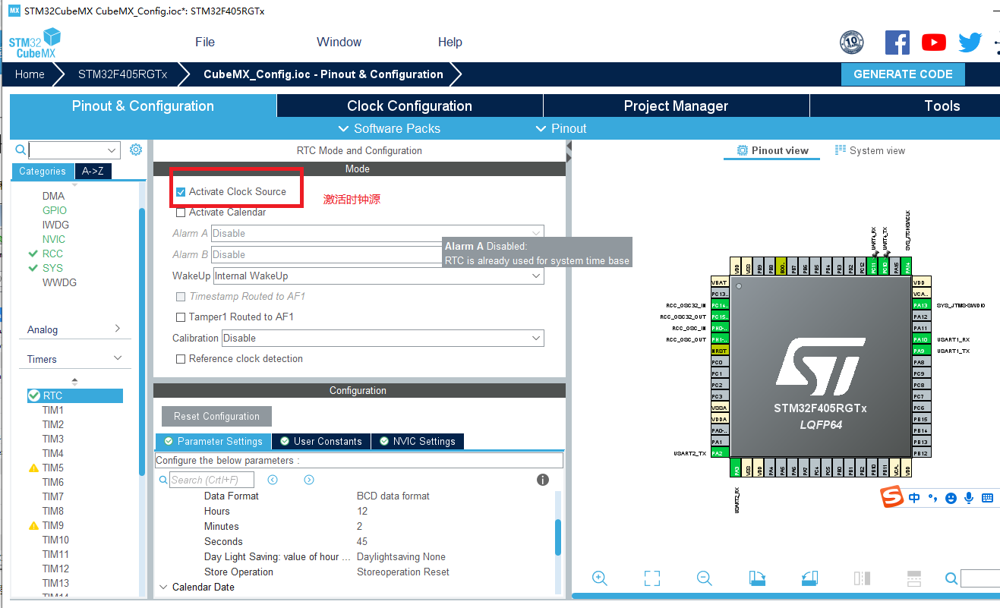 MX STM32CubeMX CubeMX_Config.ioc*: STM32F405RGTx
STM32
CubeMX
File Window Help
10 YEARS
Home STM32F405RGTx CubeMX_Config.ioc - Pinout & Configuration GENERATE CODE
Pinout & Configuration Clock Configuration Project Manager Tools
Software Packs Pinout
Categories A->Z
DMA
GPIO
IWDG
NVIC
RCC
SYS
WWDG
Analog
Timers
RTC
TIM1
TIM2
TIM3
TIM4
TIM5
TIM6
TIM7
TIM8
TIM9
TIM10
TIM11
TIM12
TIM13
TIM14
RTC Mode and Configuration
Mode
Activate Clock Source
激活时钟源
Activate Calendar
Alarm A Disable
Alarm B Disable
Alarm A Disabled:
RTC is already used for system time base
WakeUp Internal WakeUp
Timestamp Routed to AF1
Tamper1 Routed to AF1
Calibration Disable
Reference clock detection
Configuration
Reset Configuration
Parameter Settings User Constants NVIC Settings
Configure the below parameters :
Search (Crtl+F)
Data Format BCD data format
Hours 12
Minutes 2
Seconds 45
Day Light Saving: value of hour ... Daylightsaving None
Store Operation Storeoperation Reset
Calendar Date
Pinout view System view
UART4_RX
UART4_TX
SYS_JTCK-SWCLK
VDD
VSS
PB9
PB8
BOO..
PB7
PB6
PB5
PB4
PB3
PD2
PC12
PC11
PC10
PA15
PA14
VBAT
PC13..
RCC_OSC32_IN PC14..
RCC_OSC32_OUT PC15..
RCC_OSC_IN PH0-..
RCC_OSC_OUT PH1-..
NRST
PC0
PC1
PC2
PC3
VSSA
VDDA
PA0-..
PA1
USART2_TX PA2
VDD
VCA..
PA13 SYS_JTMS-SWDIO
PA12
PA11
PA10 USART1_RX
PA9 USART1_TX
PA8
PC9
PC8
PC7
PC6
PB15
PB14
PB13
PB12
ST
STM32F405RGTx
LQFP64
PA3
VSS
VDD
PA4
PA5
PA6
PA7
PC4
PC5
PB0
PB1
PB2
PB10
PB11
VCA..
VDD
USART2_RX
S 中